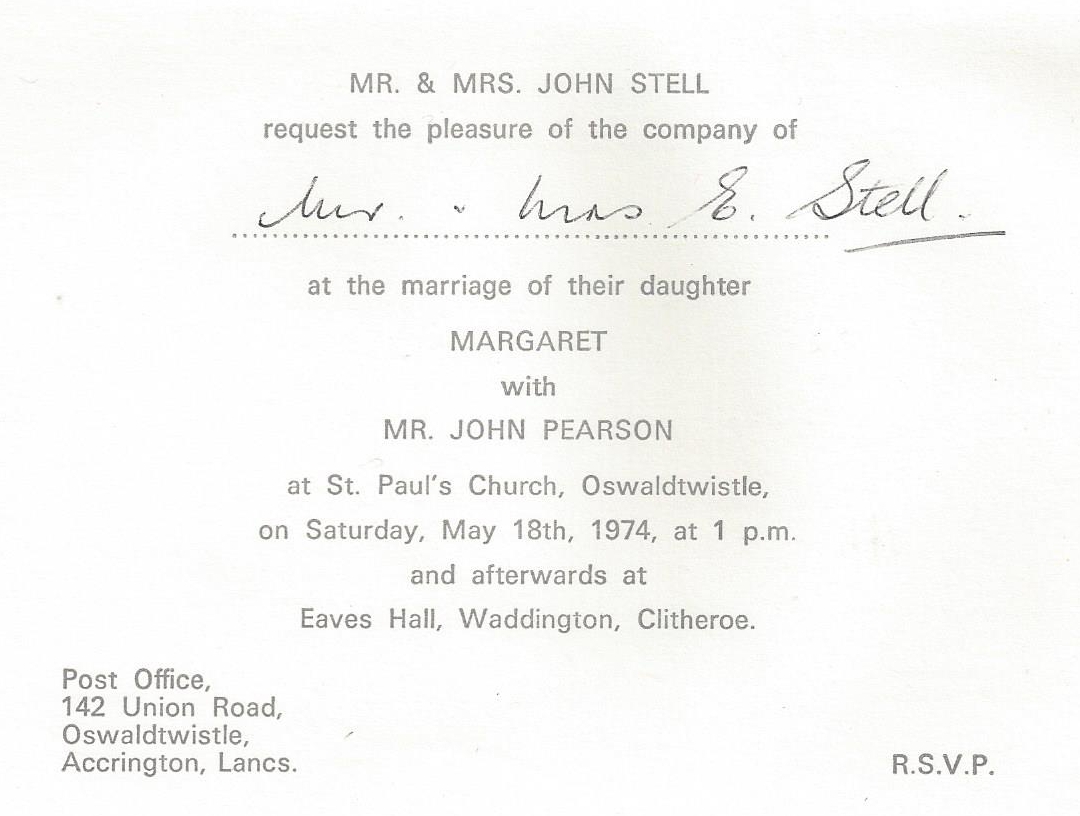 MR. & MRS. JOHN STELL
request the pleasure of the company of
Mr. & Mrs E. Stell.
at the marriage of their daughter
MARGARET
with
MR. JOHN PEARSON
at St. Paul's Church, Oswaldtwistle,
on Saturday, May 18th, 1974, at 1 p.m.
and afterwards at
Eaves Hall, Waddington, Clitheroe.
Post Office,
142 Union Road,
Oswaldtwistle,
Accrington, Lancs.
R.S.V.P.